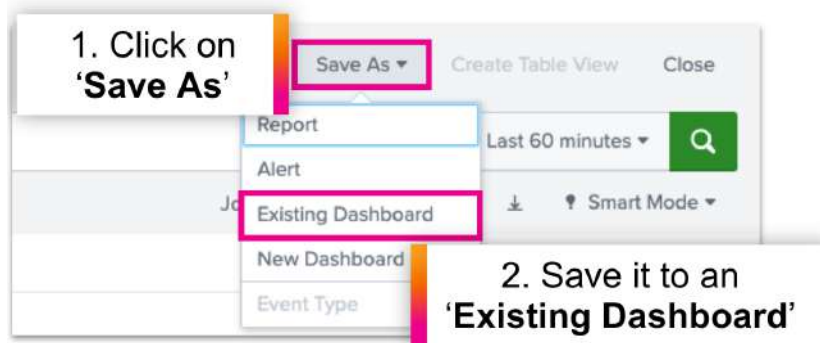 1. Click on
‘Save As’
Save As
Create Table View
Close
Report
Last 60 minutes
Alert
Existing Dashboard
Smart Mode
New Dashboard
Event Type
2. Save it to an
‘Existing Dashboard’